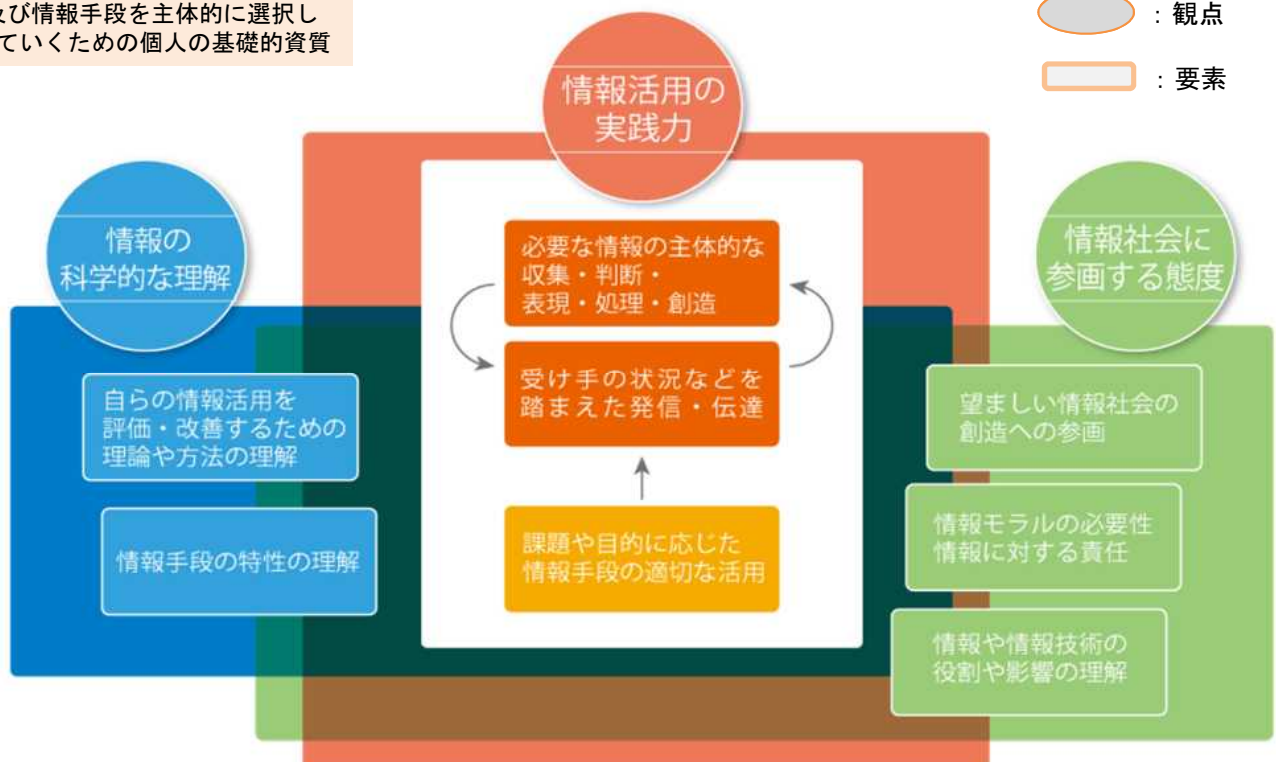 及び情報手段を主体的に選択し
ていくための個人の基礎的資質
：観点
：要素
情報活用の
実践力
情報の
科学的な理解
情報社会に
参画する態度
必要な情報の主体的な
収集・判断・
表現・処理・創造
受け手の状況などを
踏まえた発信・伝達
課題や目的に応じた
情報手段の適切な活用
自らの情報活用を
評価・改善するための
理論や方法の理解
情報手段の特性の理解
望ましい情報社会の
創造への参画
情報モラルの必要性
情報に対する責任
情報や情報技術の
役割や影響の理解